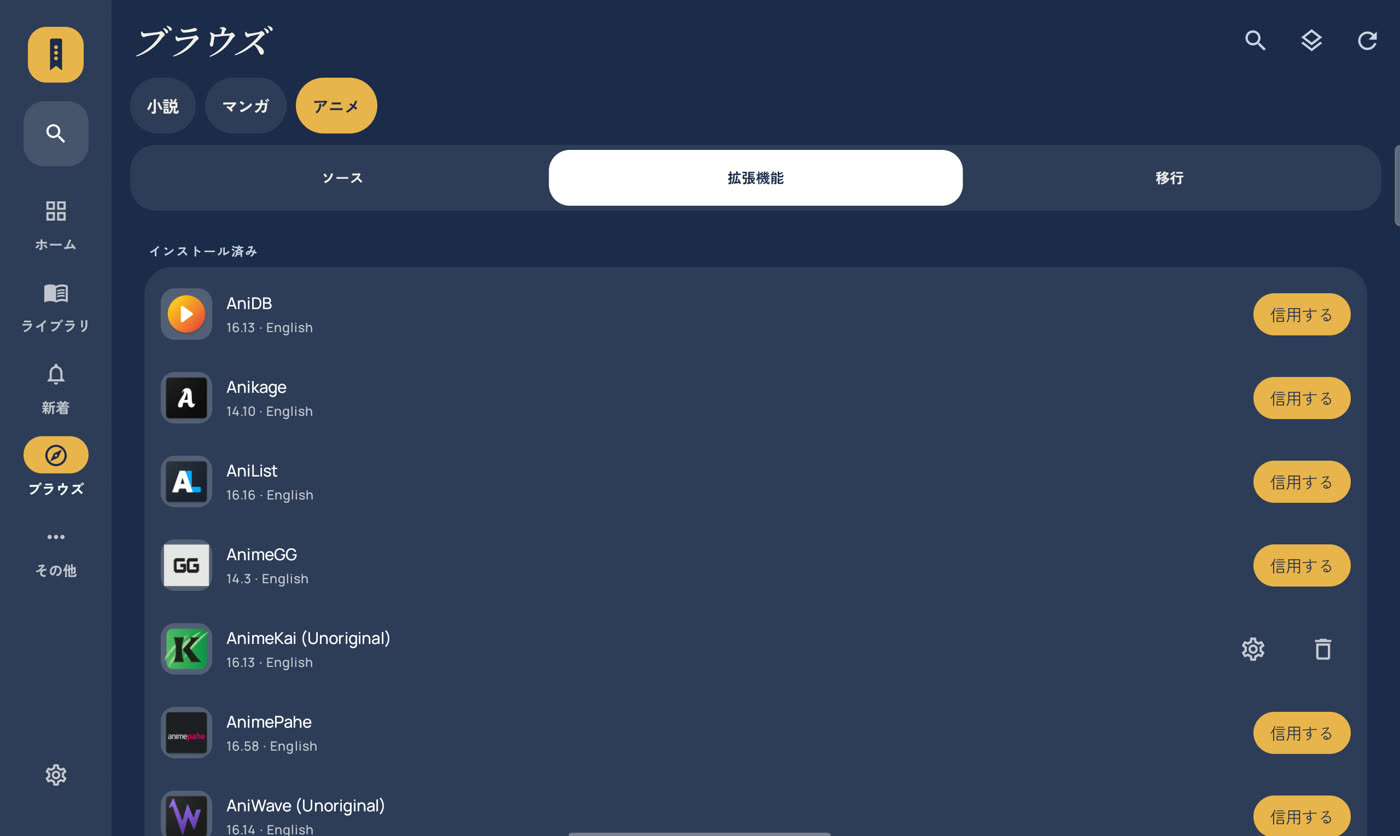 ブラウズ
小説
マンガ
アニメ
ソース
拡張機能
移行
ホーム
ライブラリ
新着
ブラウズ
その他
インストール済み
AniDB
16.13 · English
信用する
Anikage
14.10 · English
信用する
A
AniList
16.16 · English
信用する
AL
AnimeGG
14.3 · English
信用する
GG
AnimeKai (Unoriginal)
16.13 · English
K
AnimePahe
16.58 · English
信用する
animepahe
AniWave (Unoriginal)
16.14 · English
信用する
W